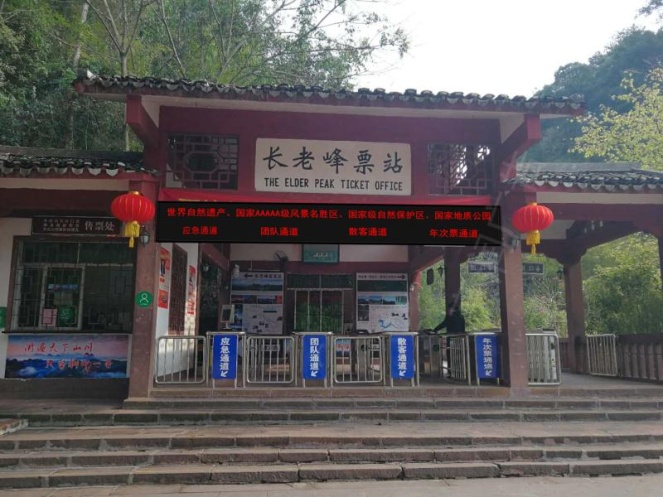 长老峰票站
THE ELDER PEAK TICKET OFFICE
世界自然遗产、国家AAAAA级风景名胜区、国家级自然保护区、国家地质公园
应急通道 团队通道 散客通道 年次票通道
售票处
应急通道
团队通道
散客通道
年次票通道